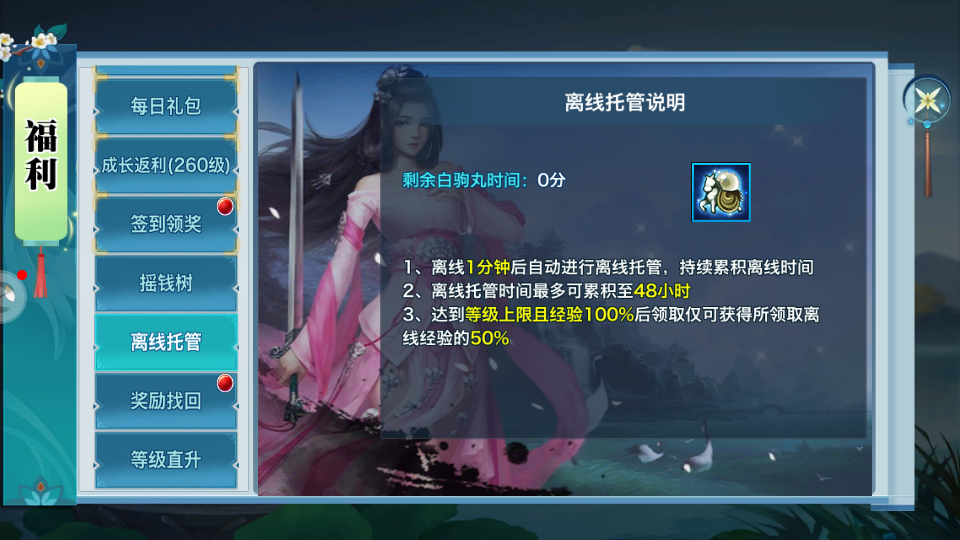 福利
每日礼包
成长返利(260级)
签到领奖
摇钱树
离线托管
奖励找回
等级直升
离线托管说明
剩余白驹丸时间：0分
1、离线1分钟后自动进行离线托管，持续累积离线时间
2、离线托管时间最多可累积至48小时
3、达到等级上限且经验100%后领取仅可获得所领取离
线经验的50%